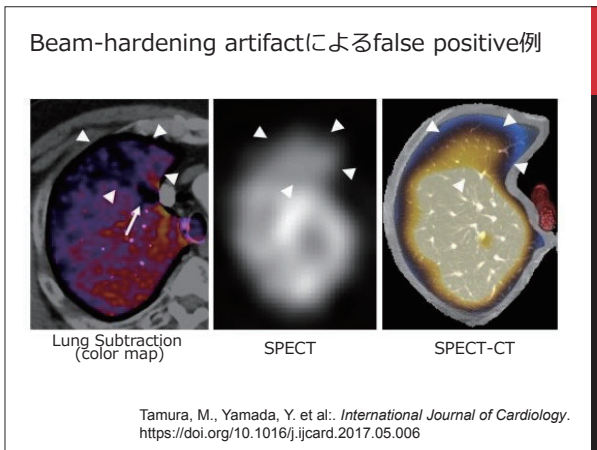 Beam-hardening artifactによるfalse positive例
Lung Subtraction
(color map)
SPECT
SPECT-CT
Tamura, M., Yamada, Y. et al:. International Journal of Cardiology.
https://doi.org/10.1016/j.ijcard.2017.05.006